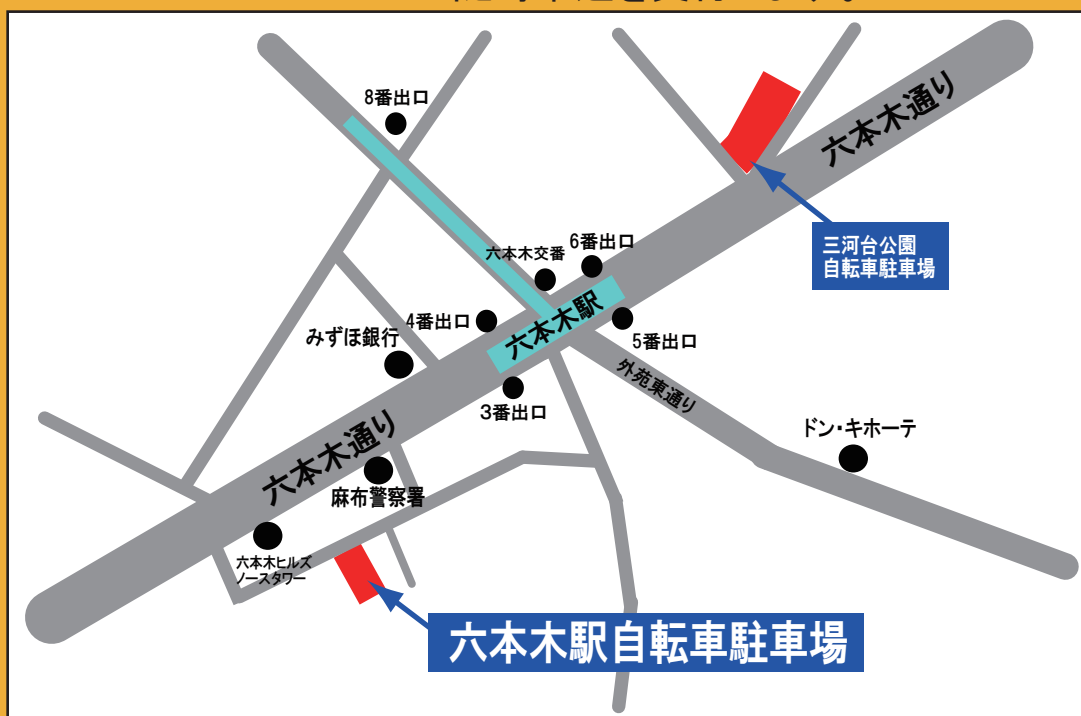 8番出口
六本木通り
三河台公園
自転車駐車場
六本木交番
6番出口
六本木駅
4番出口
みずほ銀行
5番出口
3番出口
外苑東通り
ドン・キホーテ
六本木通り
麻布警察署
六本木ヒルズ
ノースタワー
六本木駅自転車駐車場